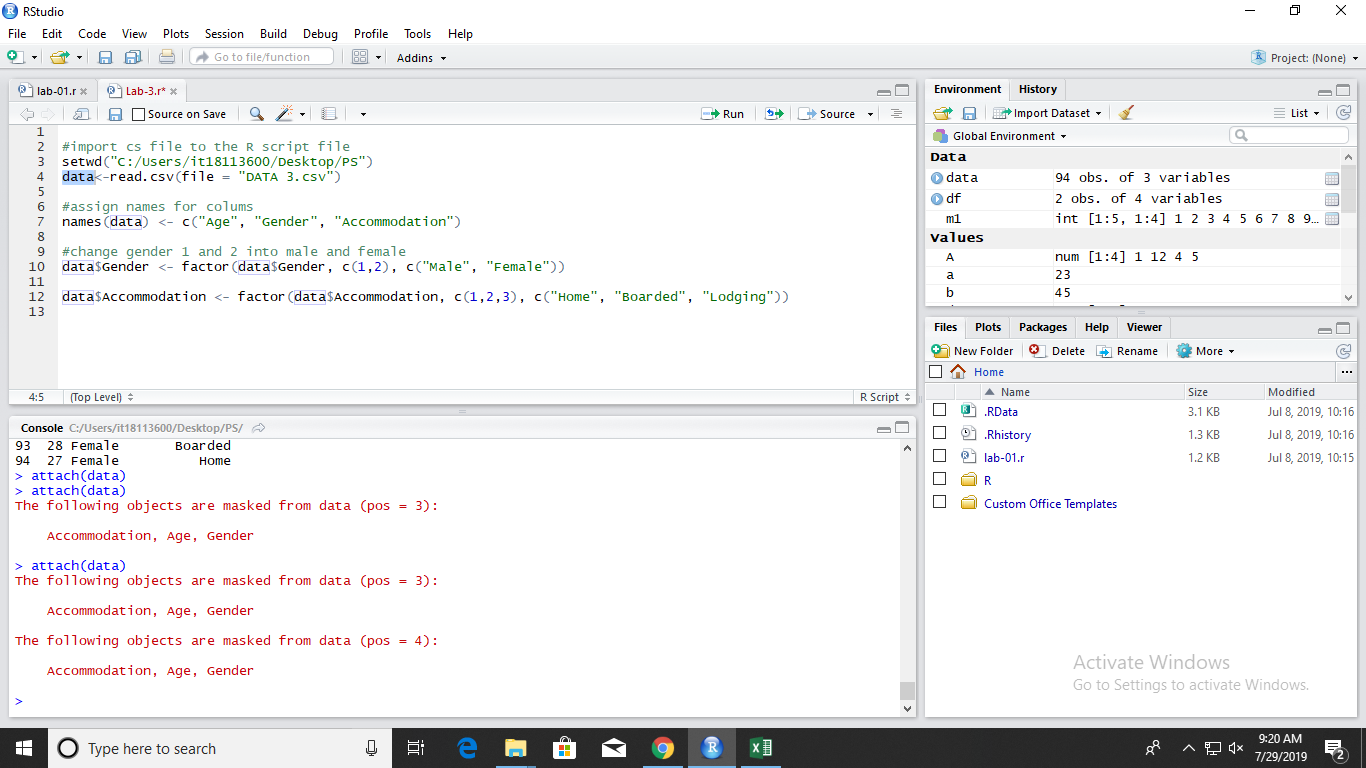 RStudio
File Edit Code View Plots Session Build Debug Profile Tools Help
Go to file/function Addins Project: (None)
lab-01.r Lab-3.r*
Source on Save Run Source
1
2 #import cs file to the R script file
3 setwd("C:/Users/it18113600/Desktop/PS")
4 data<-read.csv(file = "DATA 3.csv")
5
6 #assign names for colums
7 names(data) <- c("Age", "Gender", "Accommodation")
8
9 #change gender 1 and 2 into male and female
10 data$Gender <- factor(data$Gender, c(1,2), c("Male", "Female"))
11
12 data$Accommodation <- factor(data$Accommodation, c(1,2,3), c("Home", "Boarded", "Lodging"))
13
4:5 (Top Level) R Script
Console C:/Users/it18113600/Desktop/PS/
93 28 Female Boarded
94 27 Female Home
> attach(data)
> attach(data)
The following objects are masked from data (pos = 3):
Accommodation, Age, Gender
> attach(data)
The following objects are masked from data (pos = 3):
Accommodation, Age, Gender
The following objects are masked from data (pos = 4):
Accommodation, Age, Gender
>
Environment History
Import Dataset List
Global Environment
Data
data 94 obs. of 3 variables
df 2 obs. of 4 variables
m1 int [1:5, 1:4] 1 2 3 4 5 6 7 8 9…
Values
A num [1:4] 1 12 4 5
a 23
b 45
Files Plots Packages Help Viewer
New Folder Delete Rename More
Home ...
Name Size Modified
.RData 3.1 KB Jul 8, 2019, 10:16
.Rhistory 1.3 KB Jul 8, 2019, 10:16
lab-01.r 1.2 KB Jul 8, 2019, 10:15
R
Custom Office Templates
Activate Windows
Go to Settings to activate Windows.
Type here to search
9:20 AM
7/29/2019
2